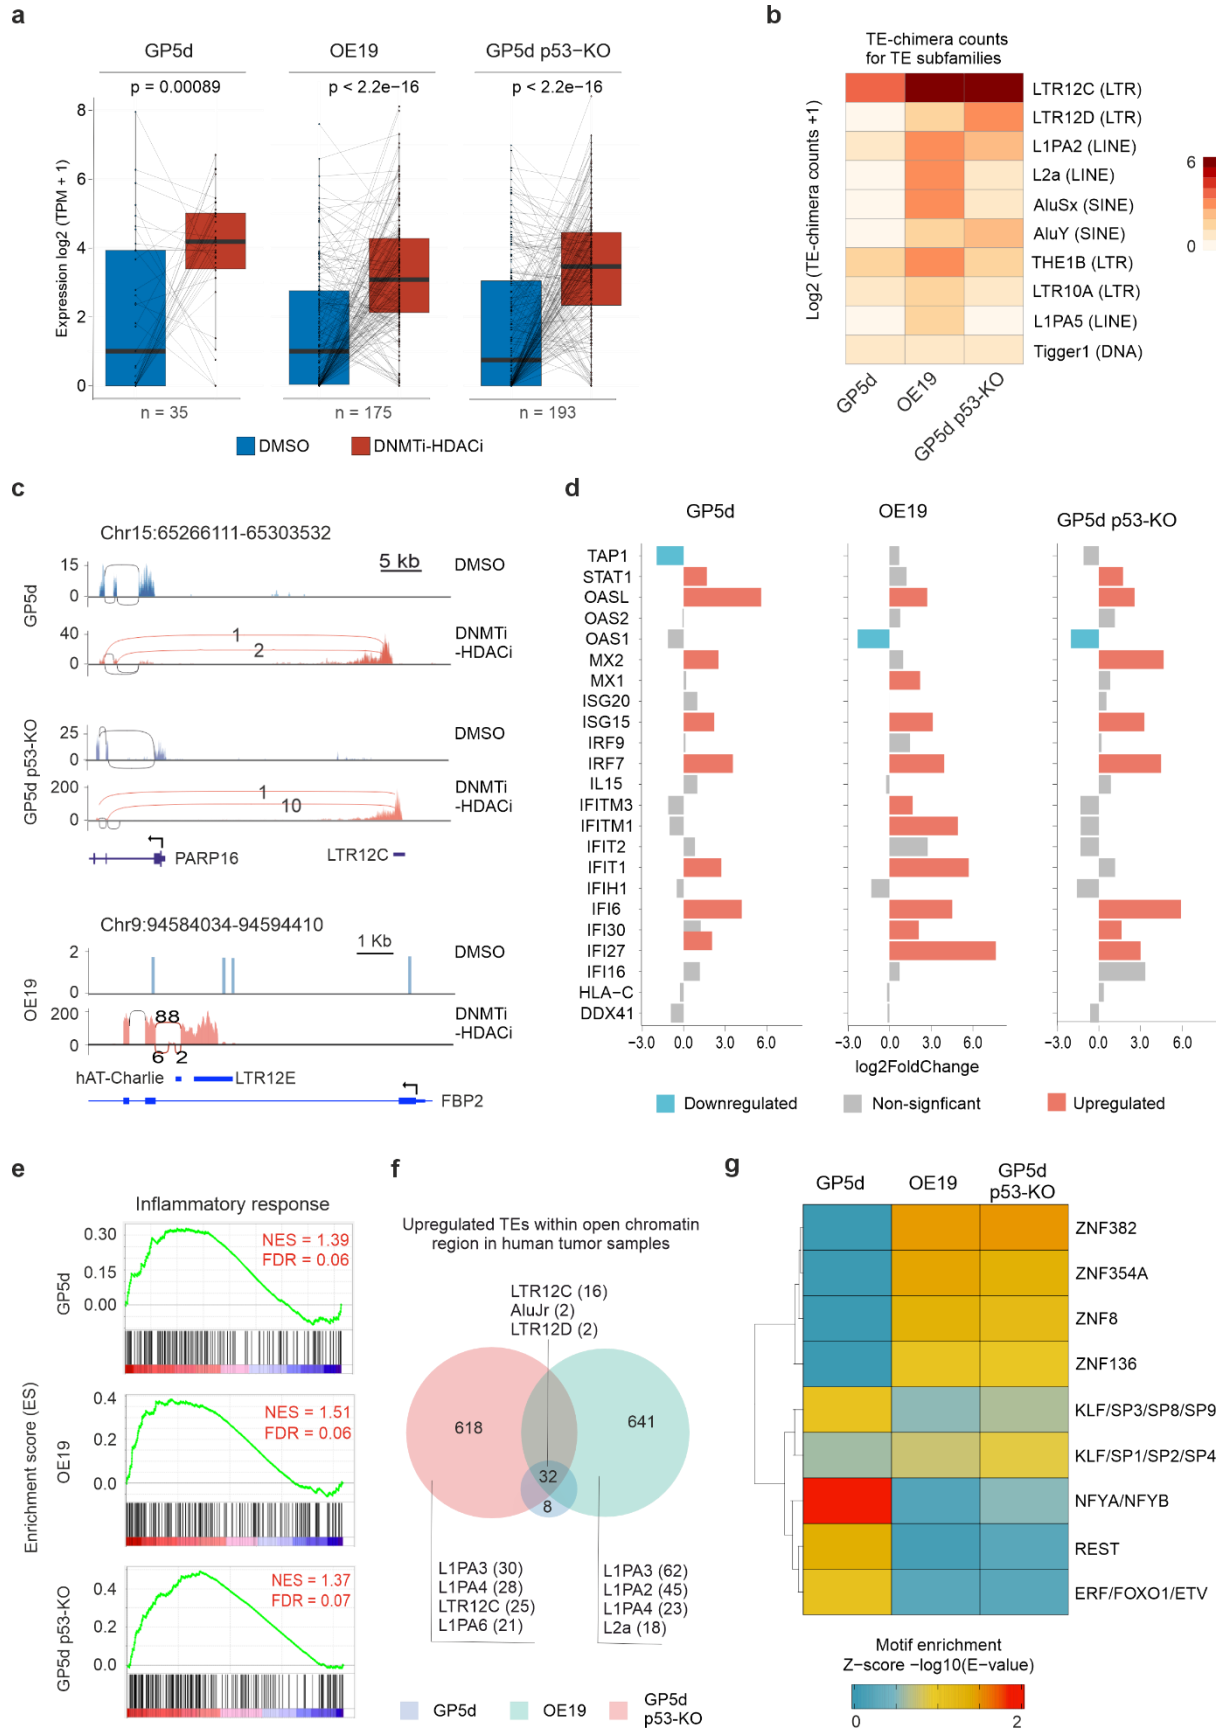 a
GP5d
OE19
GP5d p53-KO
p = 0.00089
p < 2.2e-16
p < 2.2e-16
Expression log2 (TPM + 1)
8
6
4
2
0
n = 35
n = 175
n = 193
DMSO
DNMTi-HDACi
b
TE-chimera counts
for TE subfamilies
Log2 (TE-chimera counts +1)
LTR12C (LTR)
LTR12D (LTR)
L1PA2 (LINE)
L2a (LINE)
AluSx (SINE)
AluY (SINE)
THE1B (LTR)
LTR10A (LTR)
L1PA5 (LINE)
Tigger1 (DNA)
GP5d
OE19
GP5d p53-KO
6
0
c
Chr15:65266111-65303532
5 kb
GP5d
15
0
DMSO
40
0
1
2
DNMTi
-HDACi
GP5d p53-KO
25
0
DMSO
200
0
1
10
DNMTi
-HDACi
PARP16
LTR12C
Chr9:94584034-94594410
1 Kb
OE19
2
0
DMSO
200
0
88
6 2
DNMTi
-HDACi
hAT-Charlie
LTR12E
FBP2
d
GP5d
OE19
GP5d p53-KO
TAP1
STAT1
OASL
OAS2
OAS1
MX2
MX1
ISG20
ISG15
IRF9
IRF7
IL15
IFITM3
IFITM1
IFIT2
IFIT1
IFIH1
IFI6
IFI30
IFI27
IFI16
HLA-C
DDX41
-3.0 0.0 3.0 6.0
-3.0 0.0 3.0 6.0
-3.0 0.0 3.0 6.0
log2FoldChange
Downregulated
Non-signficant
Upregulated
e
Inflammatory response
Enrichment score (ES)
GP5d
0.30
0.15
0.00
NES = 1.39
FDR = 0.06
OE19
0.4
0.2
0.0
NES = 1.51
FDR = 0.06
GP5d p53-KO
0.4
0.2
0.0
NES = 1.37
FDR = 0.07
f
Upregulated TEs within open chromatin
region in human tumor samples
LTR12C (16)
AluJr (2)
LTR12D (2)
618
641
32
8
L1PA3 (30)
L1PA4 (28)
LTR12C (25)
L1PA6 (21)
L1PA3 (62)
L1PA2 (45)
L1PA4 (23)
L2a (18)
GP5d
OE19
GP5d
p53-KO
g
GP5d
OE19
GP5d
p53-KO
ZNF382
ZNF354A
ZNF8
ZNF136
KLF/SP3/SP8/SP9
KLF/SP1/SP2/SP4
NFYA/NFYB
REST
ERF/FOXO1/ETV
Motif enrichment
Z-score -log10(E-value)
0
2